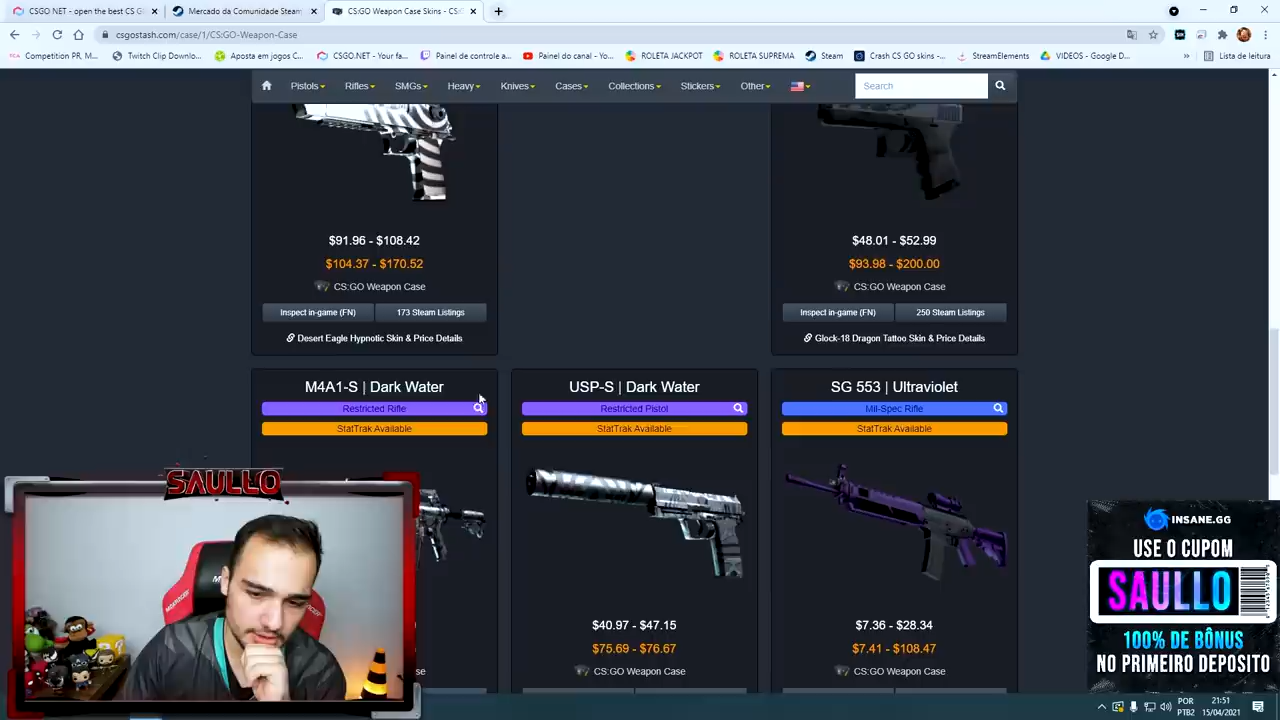 CSGO NET - open the best CS G
Mercado da Comunidade Steam
CS:GO Weapon Case Skins - CS:G
csgostash.com/case/1/CS:GO-Weapon-Case
Competition PR, M...
Twitch Clip Downlo...
Aposta em jogos C...
CSGO.NET - Your fa...
Painel de controle a...
Painel do canal - Yo...
ROLETA JACKPOT
ROLETA SUPREMA
Steam
Crash CS GO skins -...
StreamElements
VIDEOS - Google D...
»
Lista de leitura
Pistols
Rifles
SMGs
Heavy
Knives
Cases
Collections
Stickers
Other
Search
$91.96 - $108.42
$104.37 - $170.52
CS:GO Weapon Case
Inspect in-game (FN)
173 Steam Listings
Desert Eagle Hypnotic Skin & Price Details
$48.01 - $52.99
$93.98 - $200.00
CS:GO Weapon Case
Inspect in-game (FN)
250 Steam Listings
Glock-18 Dragon Tattoo Skin & Price Details
M4A1-S | Dark Water
Restricted Rifle
StatTrak Available
USP-S | Dark Water
Restricted Pistol
StatTrak Available
$40.97 - $47.15
$75.69 - $76.67
CS:GO Weapon Case
SG 553 | Ultraviolet
Mil-Spec Rifle
StatTrak Available
$7.36 - $28.34
$7.41 - $108.47
CS:GO Weapon Case
se
SAULLO
INSANE.GG
USE O CUPOM
SAULLO
100% DE BÔNUS
NO PRIMEIRO DEPOSITO
POR
PTB2
21:51
15/04/2021